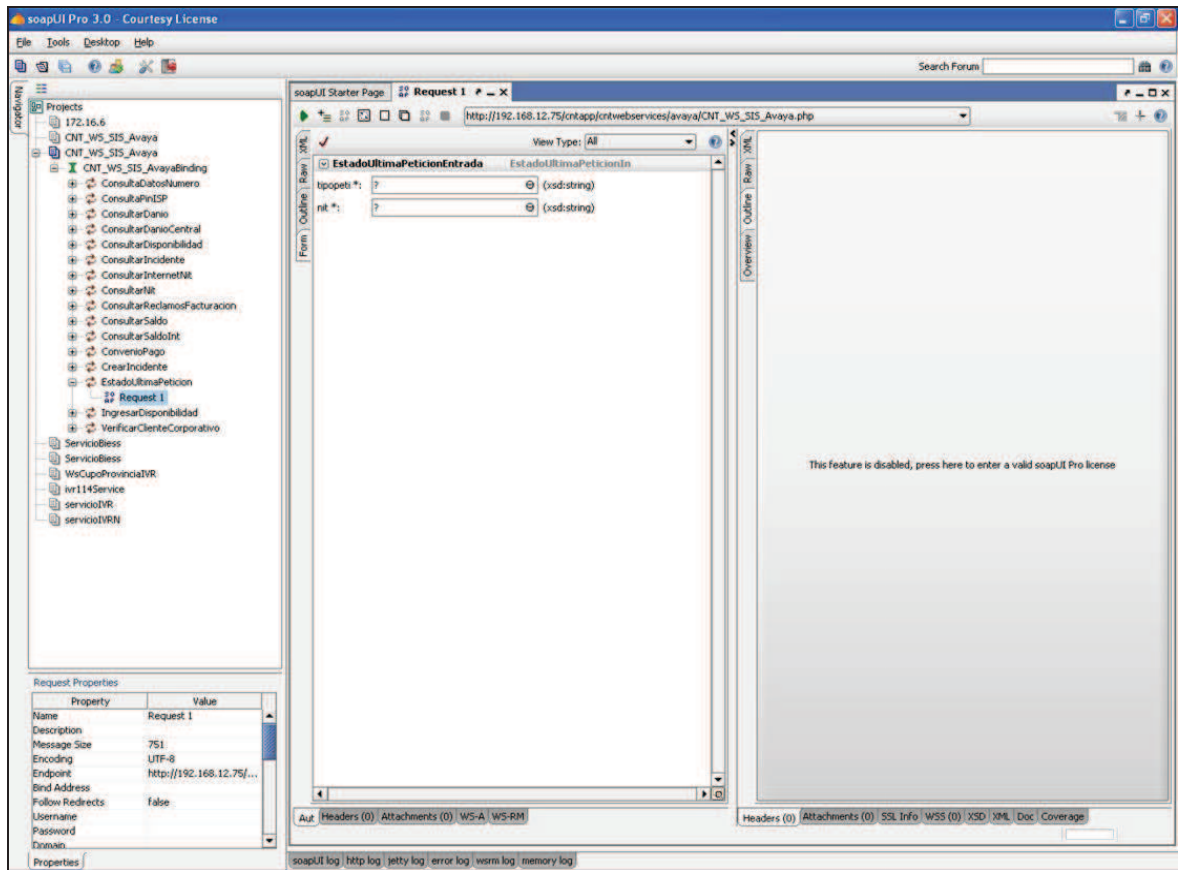 soapUI Pro 3.0 - Courtesy License
File Tools Desktop Help
Search Forum
Navigator
Projects
172.16.6
CNT_WS_SIS_Avaya
CNT_WS_SIS_Avaya
CNT_WS_SIS_AvayaBinding
ConsultaDatosNumero
ConsultaPinISP
ConsultarDanio
ConsultarDanioCentral
ConsultarDisponibilidad
ConsultarIncidente
ConsultarInternetNit
ConsultarNit
ConsultarReclamosFacturacion
ConsultarSaldo
ConsultarSaldoInt
ConvenioPago
CrearIncidente
EstadoUltimaPeticion
Request 1
IngresarDisponibilidad
VerificarClienteCorporativo
ServicioBiess
ServicioBiess
WsCupoProvinciaIVR
ivr114Service
servicioIVR
servicioIVRN
Request Properties
Property Value
Name Request 1
Description
Message Size 751
Encoding UTF-8
Endpoint http://192.168.12.75/...
Bind Address
Follow Redirects false
Username
Password
Domain
Properties
soapUI Starter Page Request 1
http://192.168.12.75/cntapp/cntwebservices/avaya/CNT_WS_SIS_Avaya.php
XML
Raw
Outline
Form
View Type: All
EstadoUltimaPeticionEntrada EstadoUltimaPeticionIn
tipopeti *: ? (xsd:string)
nit *: ? (xsd:string)
Aut Headers (0) Attachments (0) WS-A WS-RM
XML
Raw
Outline
Overview
This feature is disabled, press here to enter a valid soapUI Pro license
Headers (0) Attachments (0) SSL Info WSS (0) XSD XML Doc Coverage
soapUI log http log jetty log error log wsrm log memory log